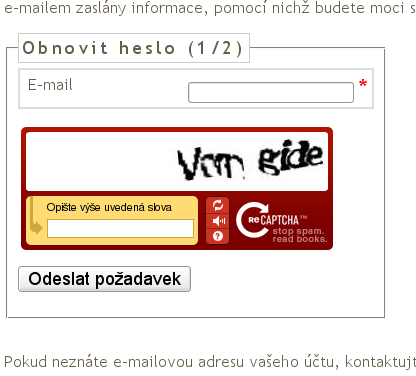 e-mailem zaslány informace, pomocí nichž budete moci s
Obnovit heslo (1/2)
E-mail *
gide
Opište výše uvedená slova
reCAPTCHA™
stop spam.
read books.
Odeslat požadavek
Pokud neznáte e-mailovou adresu vašeho účtu, kontaktujt